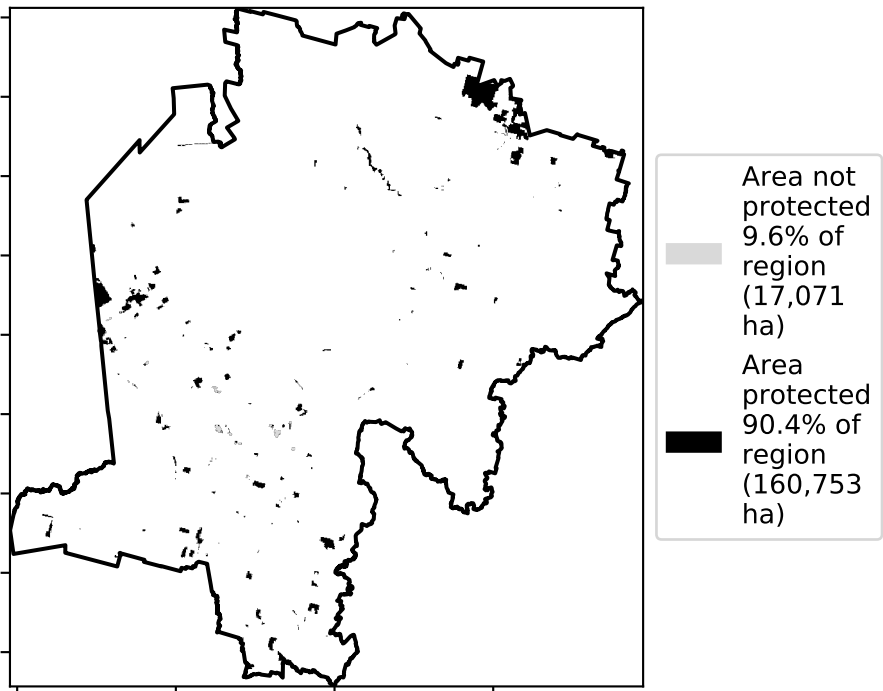 Area not
protected
9.6% of
region
(17,071
ha)
Area
protected
90.4% of
region
(160,753
ha)